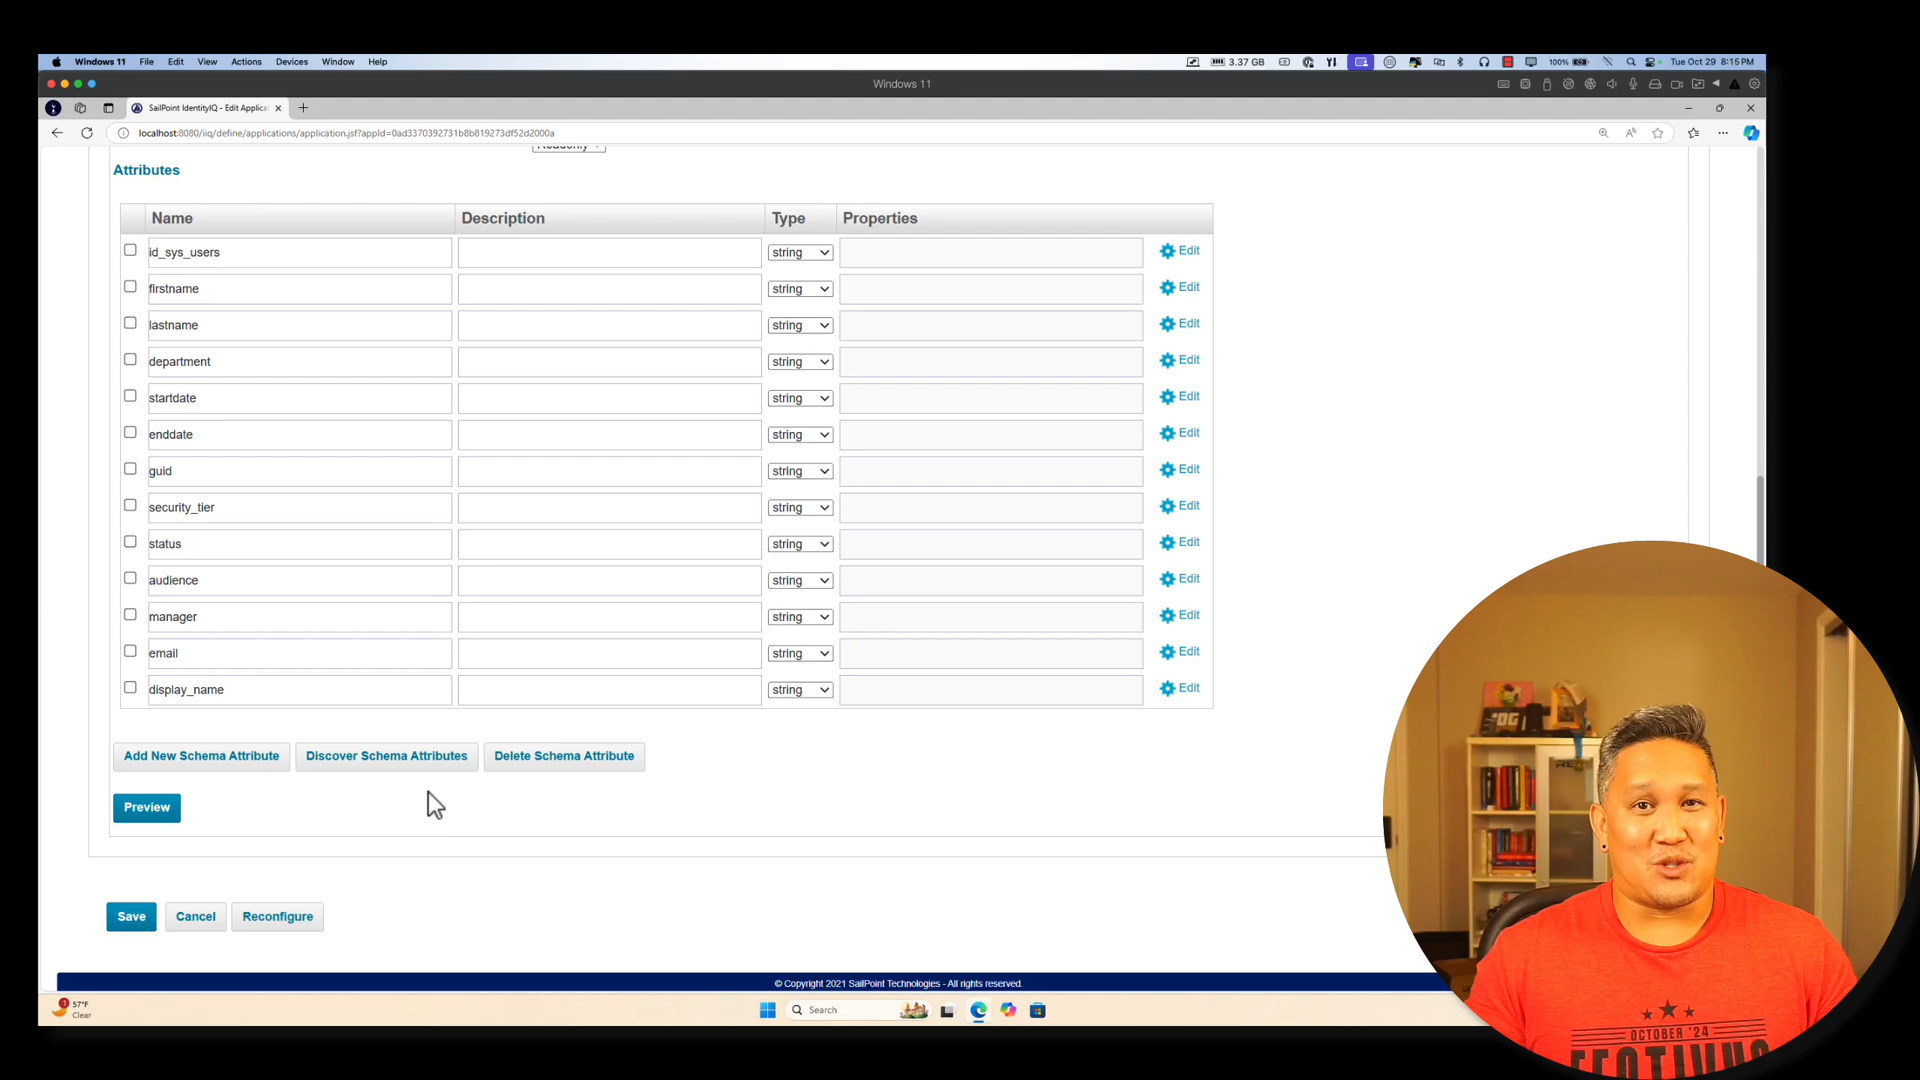 Windows 11 File Edit View Actions Devices Window Help 3.37 GB 100% Tue Oct 29 8:15 PM
Windows 11
SailPoint IdentityIQ - Edit Applica
localhost:8080/iiq/define/applications/application.jsf?appId=0ad3370392731b8b819273df52d2000a
Attributes
Name Description Type Properties
id_sys_users string Edit
firstname string Edit
lastname string Edit
department string Edit
startdate string Edit
enddate string Edit
guid string Edit
security_tier string Edit
status string Edit
audience string Edit
manager string Edit
email string Edit
display_name string Edit
Add New Schema Attribute Discover Schema Attributes Delete Schema Attribute
Preview
Save Cancel Reconfigure
© Copyright 2021 SailPoint Technologies - All rights reserved.
1 57°F
Clear
Search
OCTOBER '24